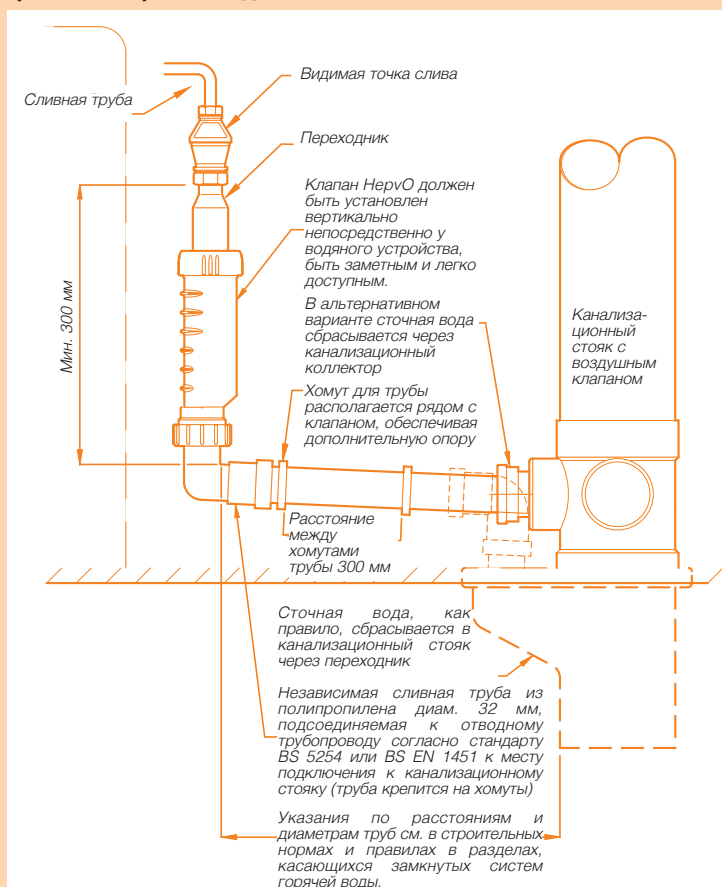 Сливная труба
Видимая точка слива
Переходник
Клапан HepvO должен
быть установлен
вертикально
непосредственно у
водяного устройства,
быть заметным и легко
доступным.
Мин. 300 мм
В альтернативном
варианте сточная вода
сбрасывается через
канализационный
коллектор
Канализа-
ционный
стояк с
воздушным
клапаном
Хомут для трубы
располагается рядом с
клапаном, обеспечивая
дополнительную опору
Расстояние
между
хомутами
трубы 300 мм
Сточная вода, как
правило, сбрасывается в
канализационный стояк
через переходник
Независимая сливная труба из
полипропилена диам. 32 мм,
подсоединяемая к отводному
трубопроводу согласно стандарту
BS 5254 или BS EN 1451 к месту
подключения к канализационному
стояку (труба крепится на хомуты)
Указания по расстояниям и
диаметрам труб см. в строительных
нормах и правилах в разделах,
касающихся замкнутых систем
горячей воды.